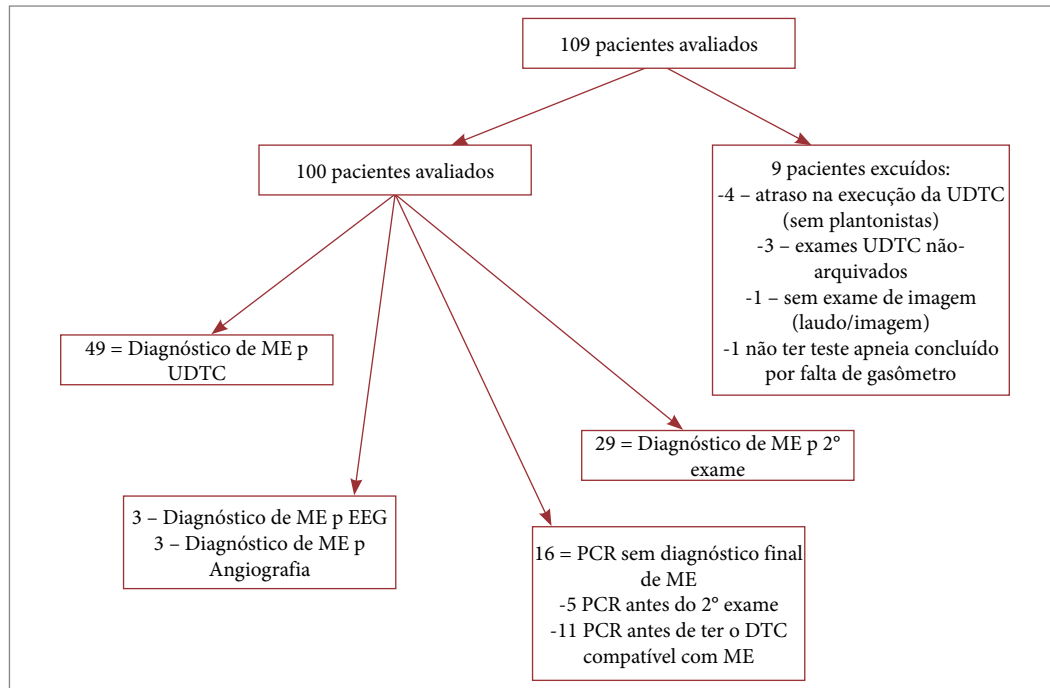 109 pacientes avaliados
100 pacientes avaliados
9 pacientes excuídos:
-4 – atraso na execução da UDTC
(sem plantonistas)
-3 – exames UDTC não-
arquivados
-1 – sem exame de imagem
(laudo/imagem)
-1 não ter teste apneia concluído
por falta de gasômetro
49 = Diagnóstico de ME p
UDTC
29 = Diagnóstico de ME p 2° 
exame
3 – Diagnóstico de ME p EEG
3 – Diagnóstico de ME p
Angiografia
16 = PCR sem diagnóstico final
de ME
-5 PCR antes do 2° exame
-11 PCR antes de ter o DTC
compatível com ME